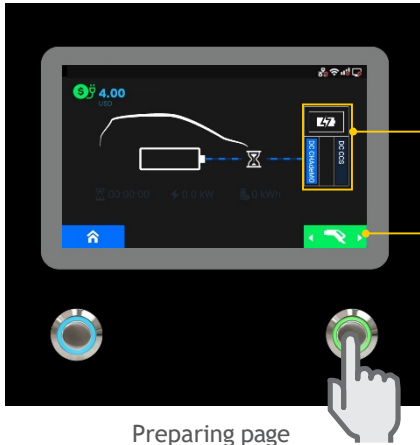 $ 4.00
USD
DC CHAdeMO
DC CCS
00:00:00
0.0 kW
0 kWh
Preparing page